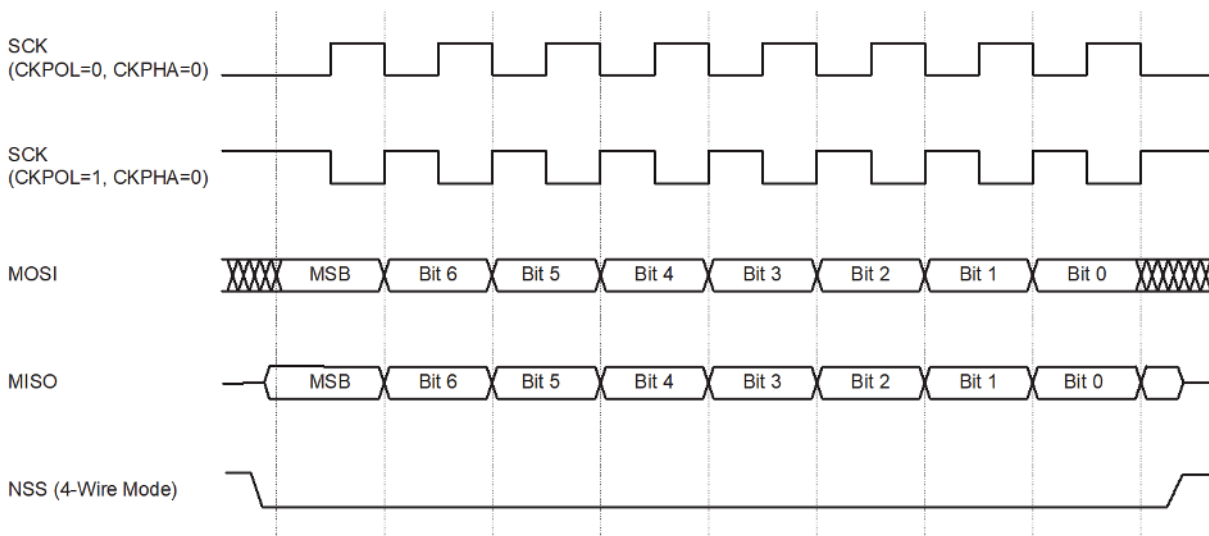 SCK
(CKPOL=0, CKPHA=0)
SCK
(CKPOL=1, CKPHA=0)
MOSI
MSB Bit 6 Bit 5 Bit 4 Bit 3 Bit 2 Bit 1 Bit 0
MISO
MSB Bit 6 Bit 5 Bit 4 Bit 3 Bit 2 Bit 1 Bit 0
NSS (4-Wire Mode)